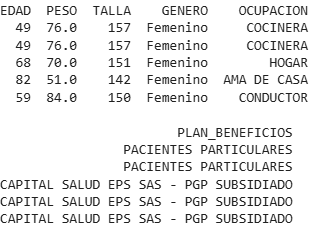 EDAD PESO TALLA GENERO OCUPACION
49 76.0 157 Femenino COCINERA
49 76.0 157 Femenino COCINERA
68 70.0 151 Femenino HOGAR
82 51.0 142 Femenino AMA DE CASA
59 84.0 150 Femenino CONDUCTOR
PLAN_BENEFICIOS
PACIENTES PARTICULARES
PACIENTES PARTICULARES
CAPITAL SALUD EPS SAS - PGP SUBSIDIADO
CAPITAL SALUD EPS SAS - PGP SUBSIDIADO
CAPITAL SALUD EPS SAS - PGP SUBSIDIADO